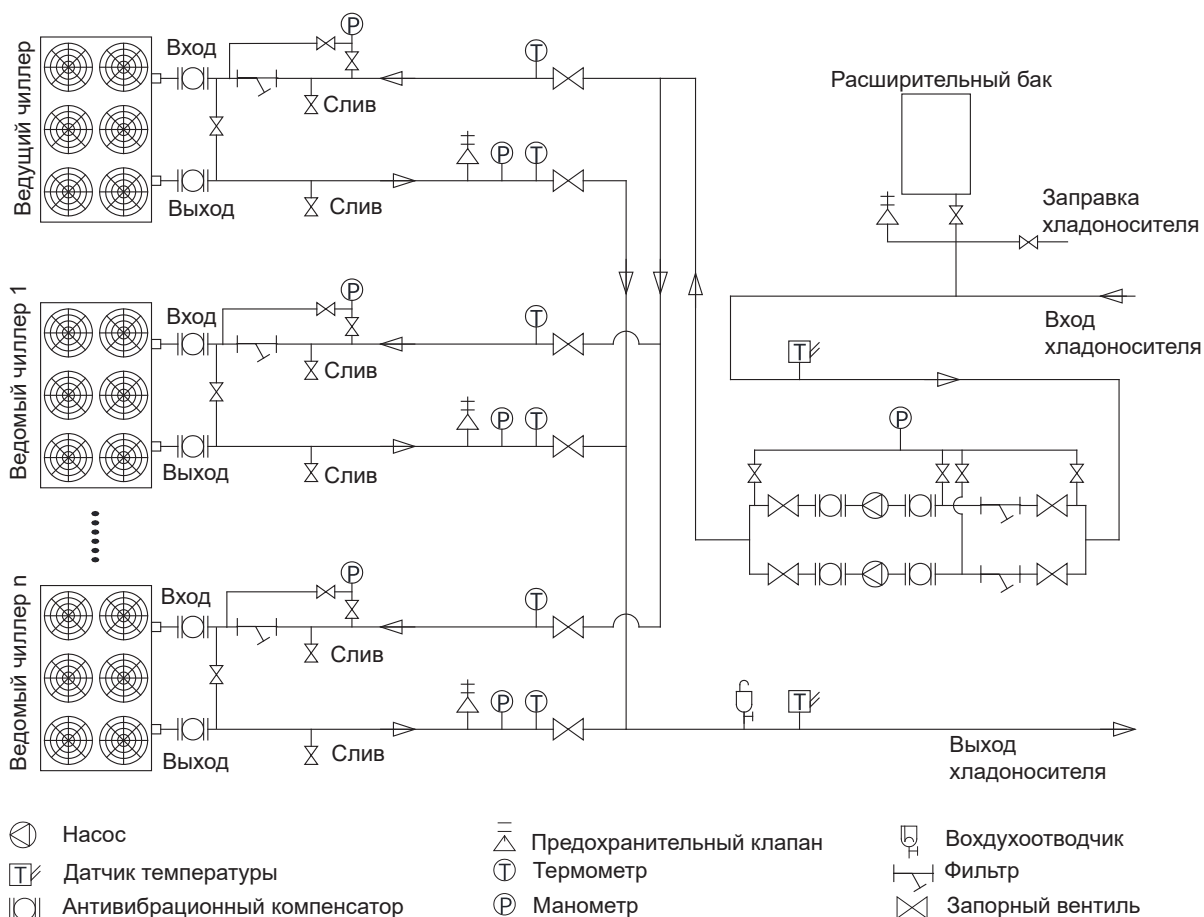 Ведущий чиллер
Вход
P
T
Слив
Выход
P
T
Слив
Расширительный бак
Заправка
хладоносителя
Вход
хладоносителя
T
P
Ведомый чиллер 1
Вход
P
T
Слив
Выход
P
T
Слив
Ведомый чиллер n
Вход
P
T
Слив
Выход
P
T
Слив
T
Выход
хладоносителя
Насос
Предохранительный клапан
Вохдухоотводчик
T
Датчик температуры
T
Термометр
Фильтр
Антивибрационный компенсатор
P
Манометр
Запорный вентиль